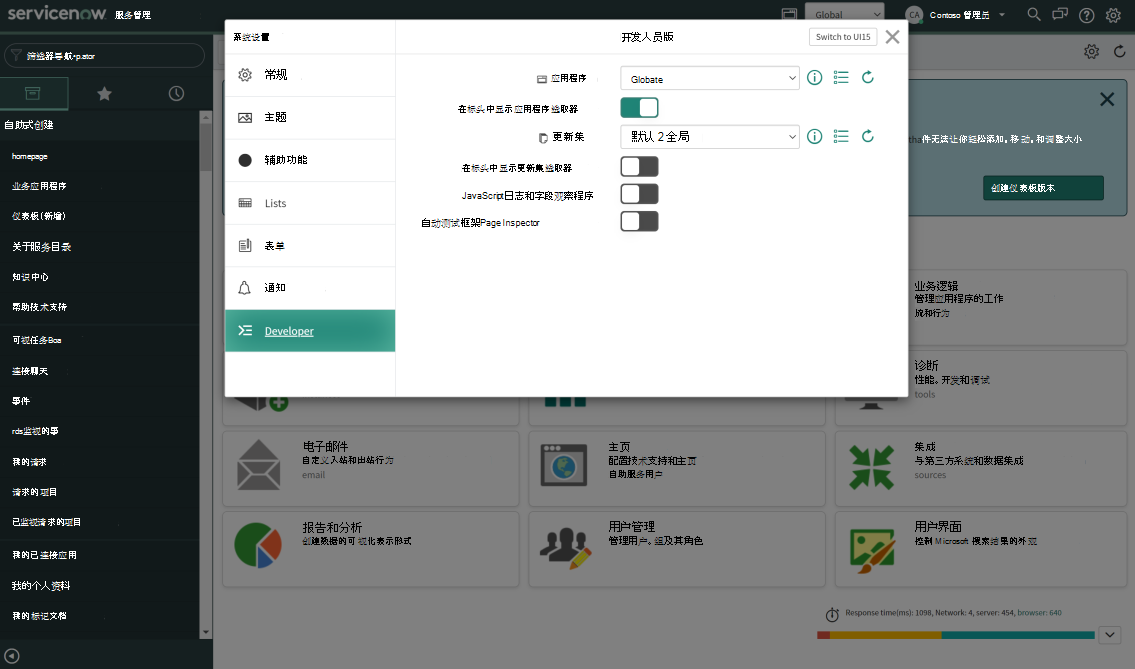 servicenow 服务管理
Global
CA Contoso 管理员
筛选器导航•p.ator
自助式创建
homepage
业务应用程序
仪表板(新增)
关于服务目录
知识中心
帮助技术支持
可视任务Boa
连接聊天
事件
rds监视的事
我的请求
请求的项目
已监视请求的项目
我的已连接应用
我的个人资料
我的标记文档
系统设置
常规
主题
辅助功能
Lists
表单
通知
Developer
开发人员版
Switch to UI15
应用程序
Globate
在标头中显示应用程序选取器
更新集
默认 2 全局
在标头中显示更新集选取器
JavaScript日志和字段观察程序
自动测试框架Page Inspector
件无法让你轻松添加。移动。和调整大小
创建仪表板版本
业务逻辑
管理应用程序的工作
流和行为
诊断
性能。开发和调试
tools
电子邮件
自定义入站和出站行为
email
主页
配置技术支持和主页
自助服务用户
集成
与第三方系统和数据集成
sources
报告和分析
创建数据的可视化表示形式
用户管理
管理用户。组及其角色
用户界面
控制 Microsoft 搜索结果的外观
Response time(ms): 1098, Network: 4, server: 454, browser: 640